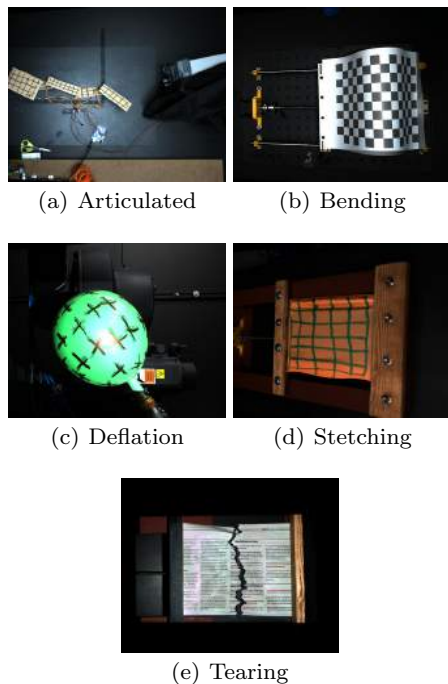 (a) Articulated
(b) Bending
(c) Deflation
(d) Stetching
(e) Tearing